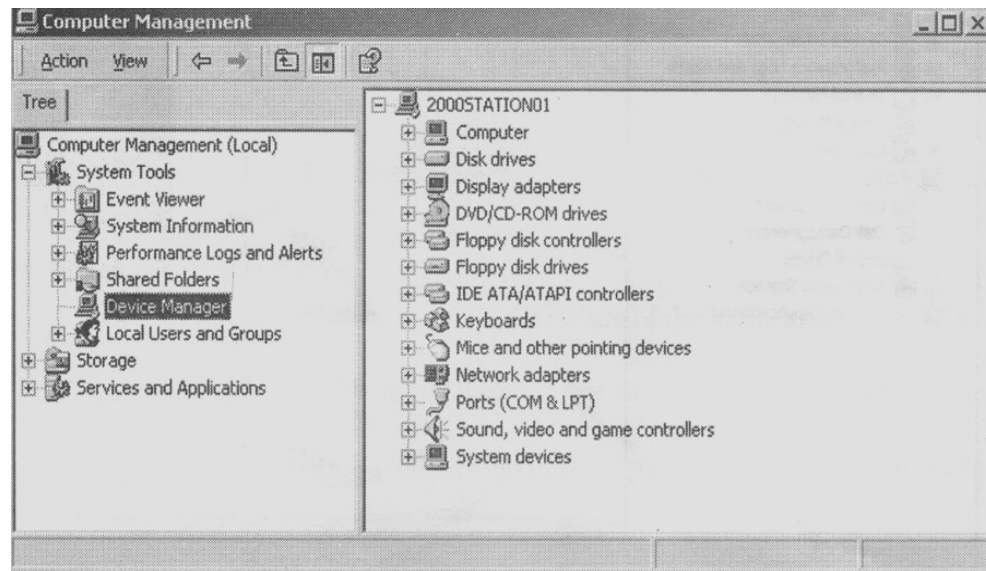 Computer Management
Action View
Tree
Computer Management (Local)
System Tools
Event Viewer
System Information
Performance Logs and Alerts
Shared Folders
Device Manager
Local Users and Groups
Storage
Services and Applications
2000STATION01
Computer
Disk drives
Display adapters
DVD/CD-ROM drives
Floppy disk controllers
Floppy disk drives
IDE ATA/ATAPI controllers
Keyboards
Mice and other pointing devices
Network adapters
Ports (COM & LPT)
Sound, video and game controllers
System devices